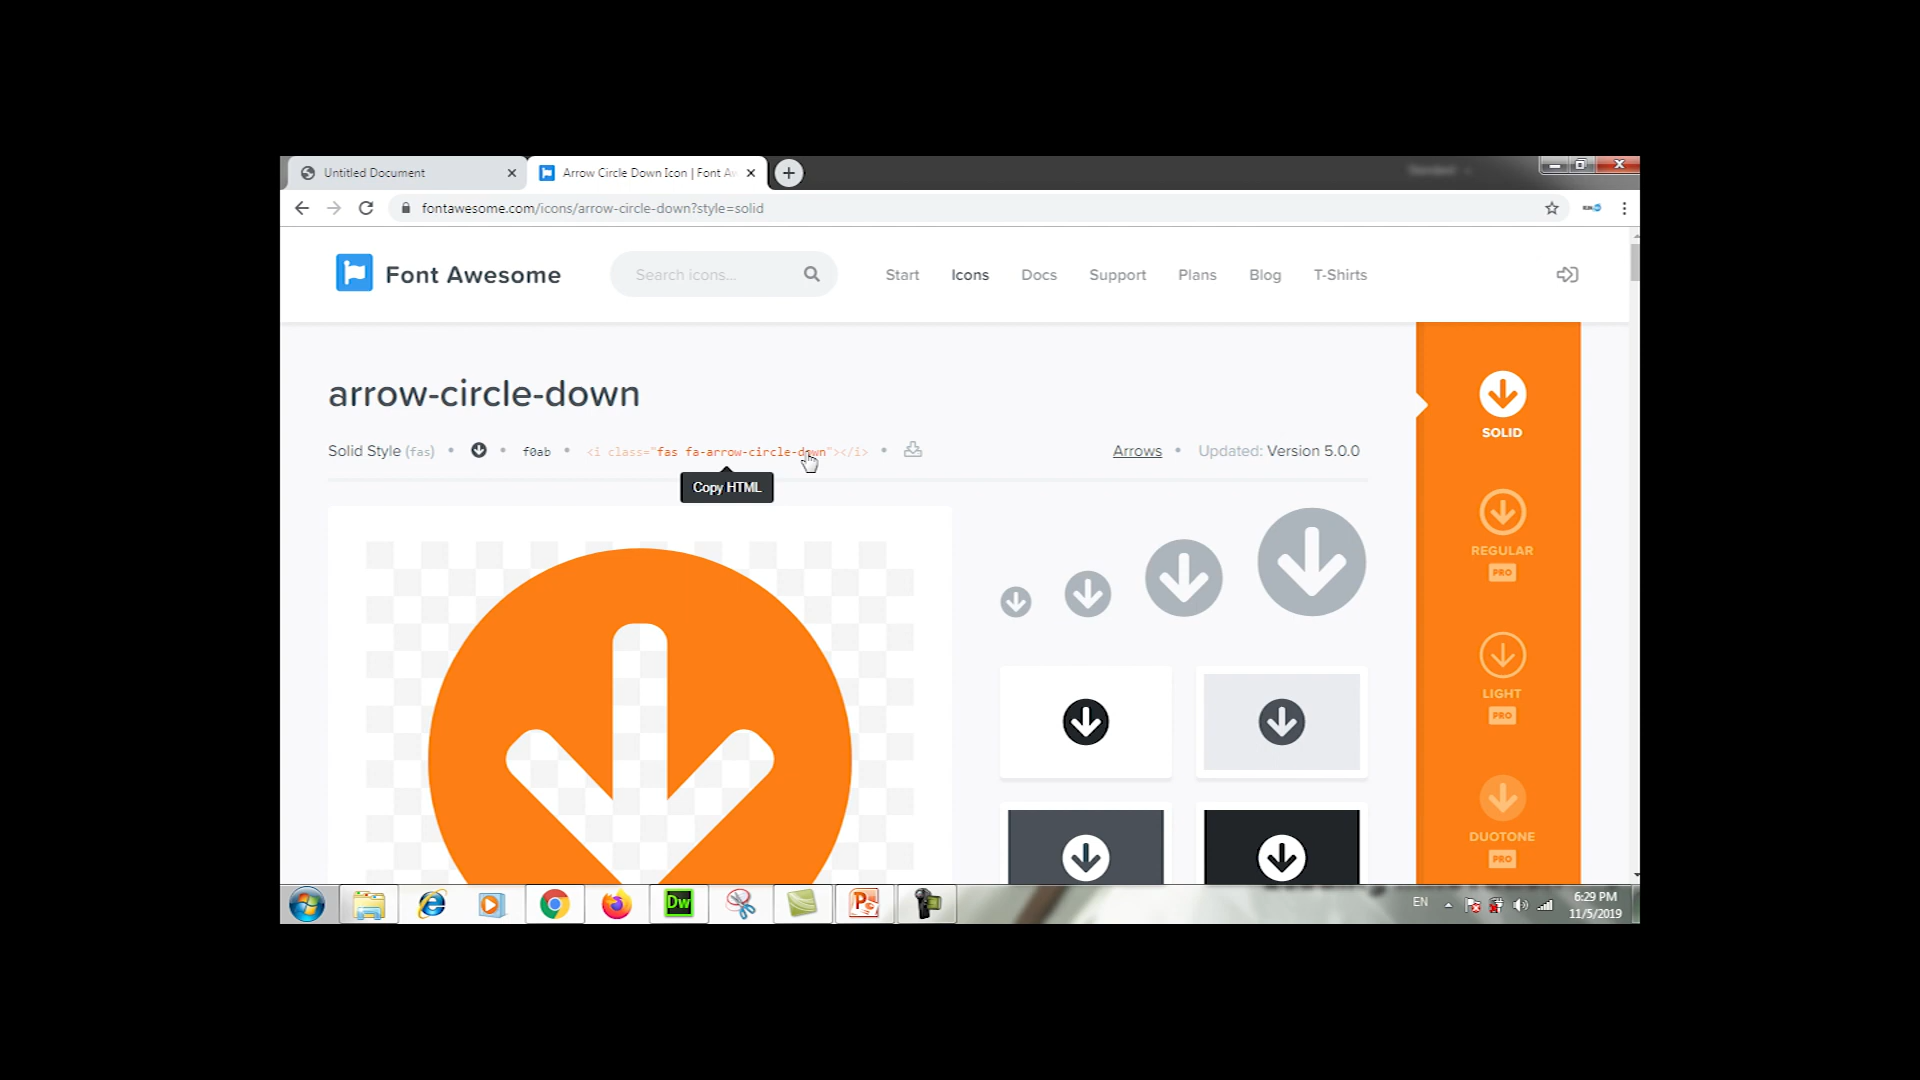 Untitled Document
Arrow Circle Down Icon | Font A
fontawesome.com/icons/arrow-circle-down?style=solid
Font Awesome
Search icons...
Start
Icons
Docs
Support
Plans
Blog
T-Shirts
arrow-circle-down
Solid Style (fas)
f0ab
<i class="fas fa-arrow-circle-down"></i>
Arrows
Updated: Version 5.0.0
Copy HTML
SOLID
REGULAR
PRO
LIGHT
PRO
DUOTONE
PRO
Dw
P
EN
6:29 PM
11/5/2019